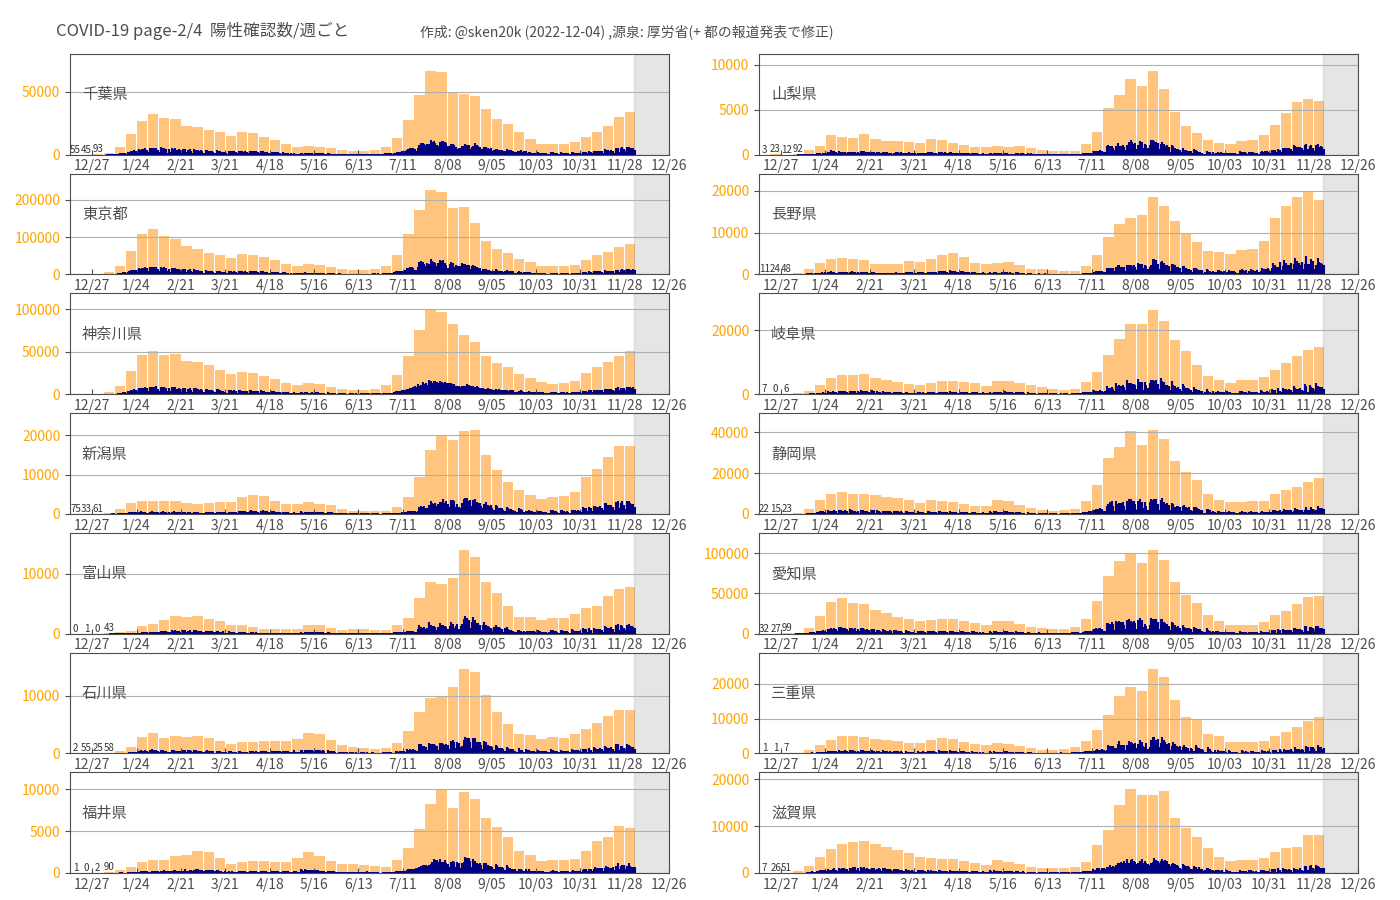 COVID-19 page-2/4 陽性確認数/週ごと 作成: @sken20k (2022-12-04) ,源泉: 厚労省(+ 都の報道発表で修正)
50000
0
千葉県
55 45 93
12/27 1/24 2/21 3/21 4/18 5/16 6/13 7/11 8/08 9/05 10/03 10/31 11/28 12/26
10000
5000
0
山梨県
3 23 12 92
12/27 1/24 2/21 3/21 4/18 5/16 6/13 7/11 8/08 9/05 10/03 10/31 11/28 12/26
200000
100000
0
東京都
12/27 1/24 2/21 3/21 4/18 5/16 6/13 7/11 8/08 9/05 10/03 10/31 11/28 12/26
20000
10000
0
長野県
11 24 48
12/27 1/24 2/21 3/21 4/18 5/16 6/13 7/11 8/08 9/05 10/03 10/31 11/28 12/26
100000
50000
0
神奈川県
12/27 1/24 2/21 3/21 4/18 5/16 6/13 7/11 8/08 9/05 10/03 10/31 11/28 12/26
20000
0
岐阜県
7 0 6
12/27 1/24 2/21 3/21 4/18 5/16 6/13 7/11 8/08 9/05 10/03 10/31 11/28 12/26
20000
10000
0
新潟県
75 33 61
12/27 1/24 2/21 3/21 4/18 5/16 6/13 7/11 8/08 9/05 10/03 10/31 11/28 12/26
40000
20000
0
静岡県
22 15 23
12/27 1/24 2/21 3/21 4/18 5/16 6/13 7/11 8/08 9/05 10/03 10/31 11/28 12/26
10000
0
富山県
0 1 0 43
12/27 1/24 2/21 3/21 4/18 5/16 6/13 7/11 8/08 9/05 10/03 10/31 11/28 12/26
100000
50000
0
愛知県
32 27 99
12/27 1/24 2/21 3/21 4/18 5/16 6/13 7/11 8/08 9/05 10/03 10/31 11/28 12/26
10000
0
石川県
2 55 25 58
12/27 1/24 2/21 3/21 4/18 5/16 6/13 7/11 8/08 9/05 10/03 10/31 11/28 12/26
20000
10000
0
三重県
1 1 7
12/27 1/24 2/21 3/21 4/18 5/16 6/13 7/11 8/08 9/05 10/03 10/31 11/28 12/26
10000
5000
0
福井県
1 0 2 90
12/27 1/24 2/21 3/21 4/18 5/16 6/13 7/11 8/08 9/05 10/03 10/31 11/28 12/26
20000
10000
0
滋賀県
7 26 51
12/27 1/24 2/21 3/21 4/18 5/16 6/13 7/11 8/08 9/05 10/03 10/31 11/28 12/26